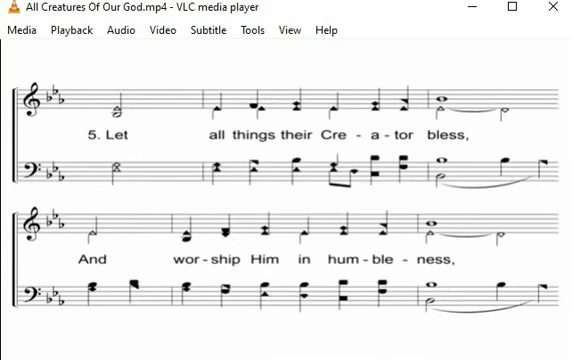 All Creatures Of Our God.mp4 - VLC media player
Media Playback Audio Video Subtitle Tools View Help
5. Let all things their Cre - a - tor bless,
And wor - ship Him in hum - ble - ness,